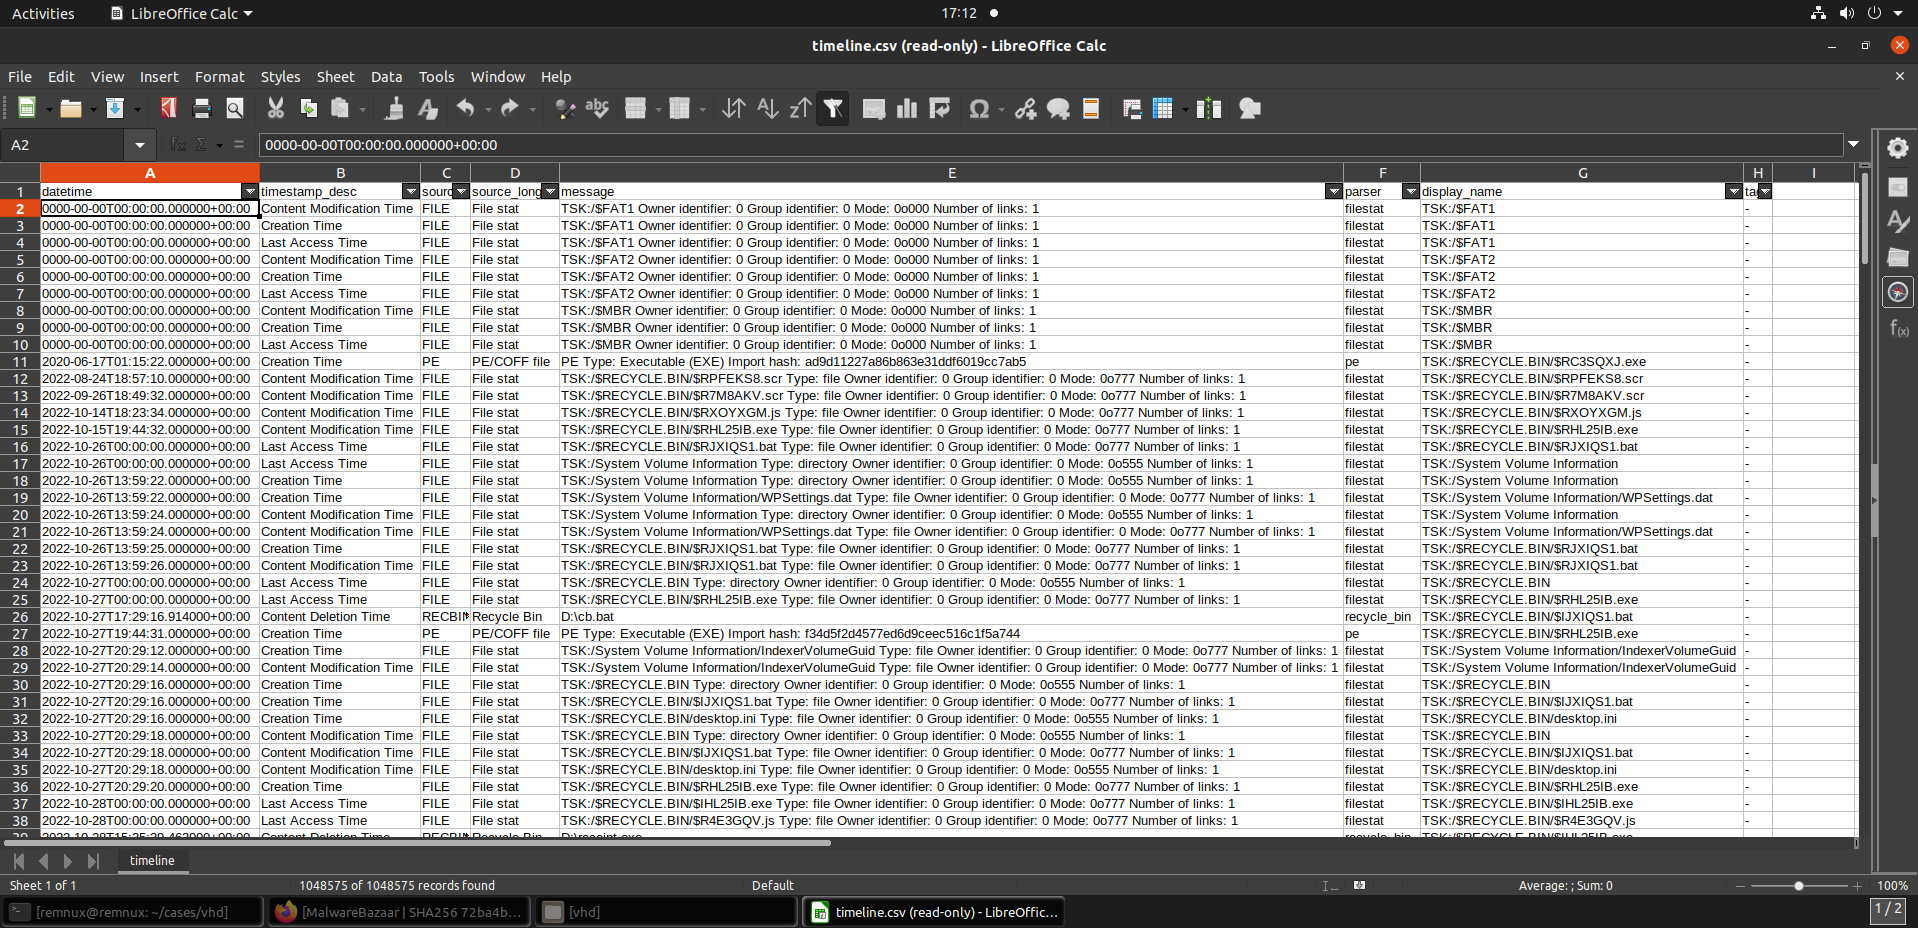 Activities LibreOffice Calc 17:12
timeline.csv (read-only) - LibreOffice Calc
File Edit View Insert Format Styles Sheet Data Tools Window Help
A2 0000-00-00T00:00:00.000000+00:00
A B C D E F G H I
1 datetime timestamp_desc sourc source_long message parser display_name ta
2 0000-00-00T00:00:00.000000+00:00 Content Modification Time FILE File stat TSK:/$FAT1 Owner identifier: 0 Group identifier: 0 Mode: 0o000 Number of links: 1 filestat TSK:/$FAT1 -
3 0000-00-00T00:00:00.000000+00:00 Creation Time FILE File stat TSK:/$FAT1 Owner identifier: 0 Group identifier: 0 Mode: 0o000 Number of links: 1 filestat TSK:/$FAT1 -
4 0000-00-00T00:00:00.000000+00:00 Last Access Time FILE File stat TSK:/$FAT1 Owner identifier: 0 Group identifier: 0 Mode: 0o000 Number of links: 1 filestat TSK:/$FAT1 -
5 0000-00-00T00:00:00.000000+00:00 Content Modification Time FILE File stat TSK:/$FAT2 Owner identifier: 0 Group identifier: 0 Mode: 0o000 Number of links: 1 filestat TSK:/$FAT2 -
6 0000-00-00T00:00:00.000000+00:00 Creation Time FILE File stat TSK:/$FAT2 Owner identifier: 0 Group identifier: 0 Mode: 0o000 Number of links: 1 filestat TSK:/$FAT2 -
7 0000-00-00T00:00:00.000000+00:00 Last Access Time FILE File stat TSK:/$FAT2 Owner identifier: 0 Group identifier: 0 Mode: 0o000 Number of links: 1 filestat TSK:/$FAT2 -
8 0000-00-00T00:00:00.000000+00:00 Content Modification Time FILE File stat TSK:/$MBR Owner identifier: 0 Group identifier: 0 Mode: 0o000 Number of links: 1 filestat TSK:/$MBR -
9 0000-00-00T00:00:00.000000+00:00 Creation Time FILE File stat TSK:/$MBR Owner identifier: 0 Group identifier: 0 Mode: 0o000 Number of links: 1 filestat TSK:/$MBR -
10 0000-00-00T00:00:00.000000+00:00 Last Access Time FILE File stat TSK:/$MBR Owner identifier: 0 Group identifier: 0 Mode: 0o000 Number of links: 1 filestat TSK:/$MBR -
11 2020-06-17T01:15:22.000000+00:00 Creation Time PE PE/COFF file PE Type: Executable (EXE) Import hash: ad9d11227a86b863e31ddf6019cc7ab5 pe TSK:/$RECYCLE.BIN/$RC3SQXJ.exe -
12 2022-08-24T18:57:10.000000+00:00 Content Modification Time FILE File stat TSK:/$RECYCLE.BIN/$RPFEKS8.scr Type: file Owner identifier: 0 Group identifier: 0 Mode: 0o777 Number of links: 1 filestat TSK:/$RECYCLE.BIN/$RPFEKS8.scr -
13 2022-09-26T18:49:32.000000+00:00 Content Modification Time FILE File stat TSK:/$RECYCLE.BIN/$R7M8AKV.scr Type: file Owner identifier: 0 Group identifier: 0 Mode: 0o777 Number of links: 1 filestat TSK:/$RECYCLE.BIN/$R7M8AKV.scr -
14 2022-10-14T18:23:34.000000+00:00 Content Modification Time FILE File stat TSK:/$RECYCLE.BIN/$RXOYXGM.js Type: file Owner identifier: 0 Group identifier: 0 Mode: 0o777 Number of links: 1 filestat TSK:/$RECYCLE.BIN/$RXOYXGM.js -
15 2022-10-15T19:44:32.000000+00:00 Content Modification Time FILE File stat TSK:/$RECYCLE.BIN/$RHL25IB.exe Type: file Owner identifier: 0 Group identifier: 0 Mode: 0o777 Number of links: 1 filestat TSK:/$RECYCLE.BIN/$RHL25IB.exe -
16 2022-10-26T00:00:00.000000+00:00 Last Access Time FILE File stat TSK:/$RECYCLE.BIN/$RJXIQS1.bat Type: file Owner identifier: 0 Group identifier: 0 Mode: 0o777 Number of links: 1 filestat TSK:/$RECYCLE.BIN/$RJXIQS1.bat -
17 2022-10-26T00:00:00.000000+00:00 Last Access Time FILE File stat TSK:/System Volume Information Type: directory Owner identifier: 0 Group identifier: 0 Mode: 0o555 Number of links: 1 filestat TSK:/System Volume Information -
18 2022-10-26T13:59:22.000000+00:00 Creation Time FILE File stat TSK:/System Volume Information Type: directory Owner identifier: 0 Group identifier: 0 Mode: 0o555 Number of links: 1 filestat TSK:/System Volume Information -
19 2022-10-26T13:59:22.000000+00:00 Creation Time FILE File stat TSK:/System Volume Information/WPSettings.dat Type: file Owner identifier: 0 Group identifier: 0 Mode: 0o777 Number of links: 1 filestat TSK:/System Volume Information/WPSettings.dat -
20 2022-10-26T13:59:24.000000+00:00 Content Modification Time FILE File stat TSK:/System Volume Information Type: directory Owner identifier: 0 Group identifier: 0 Mode: 0o555 Number of links: 1 filestat TSK:/System Volume Information -
21 2022-10-26T13:59:24.000000+00:00 Content Modification Time FILE File stat TSK:/System Volume Information/WPSettings.dat Type: file Owner identifier: 0 Group identifier: 0 Mode: 0o777 Number of links: 1 filestat TSK:/System Volume Information/WPSettings.dat -
22 2022-10-26T13:59:25.000000+00:00 Creation Time FILE File stat TSK:/$RECYCLE.BIN/$RJXIQS1.bat Type: file Owner identifier: 0 Group identifier: 0 Mode: 0o777 Number of links: 1 filestat TSK:/$RECYCLE.BIN/$RJXIQS1.bat -
23 2022-10-26T13:59:26.000000+00:00 Content Modification Time FILE File stat TSK:/$RECYCLE.BIN/$RJXIQS1.bat Type: file Owner identifier: 0 Group identifier: 0 Mode: 0o777 Number of links: 1 filestat TSK:/$RECYCLE.BIN/$RJXIQS1.bat -
24 2022-10-27T00:00:00.000000+00:00 Last Access Time FILE File stat TSK:/$RECYCLE.BIN Type: directory Owner identifier: 0 Group identifier: 0 Mode: 0o555 Number of links: 1 filestat TSK:/$RECYCLE.BIN -
25 2022-10-27T00:00:00.000000+00:00 Last Access Time FILE File stat TSK:/$RECYCLE.BIN/$RHL25IB.exe Type: file Owner identifier: 0 Group identifier: 0 Mode: 0o777 Number of links: 1 filestat TSK:/$RECYCLE.BIN/$RHL25IB.exe -
26 2022-10-27T17:29:16.914000+00:00 Content Deletion Time RECBIN Recycle Bin D:\cb.bat recycle_bin TSK:/$RECYCLE.BIN/$IJXIQS1.bat -
27 2022-10-27T19:44:31.000000+00:00 Creation Time PE PE/COFF file PE Type: Executable (EXE) Import hash: f34d5f2d4577ed6d9ceec516c1f5a744 pe TSK:/$RECYCLE.BIN/$RHL25IB.exe -
28 2022-10-27T20:29:12.000000+00:00 Creation Time FILE File stat TSK:/System Volume Information/IndexerVolumeGuid Type: file Owner identifier: 0 Group identifier: 0 Mode: 0o777 Number of links: 1 filestat TSK:/System Volume Information/IndexerVolumeGuid -
29 2022-10-27T20:29:14.000000+00:00 Content Modification Time FILE File stat TSK:/System Volume Information/IndexerVolumeGuid Type: file Owner identifier: 0 Group identifier: 0 Mode: 0o777 Number of links: 1 filestat TSK:/System Volume Information/IndexerVolumeGuid -
30 2022-10-27T20:29:16.000000+00:00 Creation Time FILE File stat TSK:/$RECYCLE.BIN Type: directory Owner identifier: 0 Group identifier: 0 Mode: 0o555 Number of links: 1 filestat TSK:/$RECYCLE.BIN -
31 2022-10-27T20:29:16.000000+00:00 Creation Time FILE File stat TSK:/$RECYCLE.BIN/$IJXIQS1.bat Type: file Owner identifier: 0 Group identifier: 0 Mode: 0o777 Number of links: 1 filestat TSK:/$RECYCLE.BIN/$IJXIQS1.bat -
32 2022-10-27T20:29:16.000000+00:00 Creation Time FILE File stat TSK:/$RECYCLE.BIN/desktop.ini Type: file Owner identifier: 0 Group identifier: 0 Mode: 0o555 Number of links: 1 filestat TSK:/$RECYCLE.BIN/desktop.ini -
33 2022-10-27T20:29:18.000000+00:00 Content Modification Time FILE File stat TSK:/$RECYCLE.BIN Type: directory Owner identifier: 0 Group identifier: 0 Mode: 0o555 Number of links: 1 filestat TSK:/$RECYCLE.BIN -
34 2022-10-27T20:29:18.000000+00:00 Content Modification Time FILE File stat TSK:/$RECYCLE.BIN/$IJXIQS1.bat Type: file Owner identifier: 0 Group identifier: 0 Mode: 0o777 Number of links: 1 filestat TSK:/$RECYCLE.BIN/$IJXIQS1.bat -
35 2022-10-27T20:29:18.000000+00:00 Content Modification Time FILE File stat TSK:/$RECYCLE.BIN/desktop.ini Type: file Owner identifier: 0 Group identifier: 0 Mode: 0o555 Number of links: 1 filestat TSK:/$RECYCLE.BIN/desktop.ini -
36 2022-10-27T20:29:20.000000+00:00 Creation Time FILE File stat TSK:/$RECYCLE.BIN/$RHL25IB.exe Type: file Owner identifier: 0 Group identifier: 0 Mode: 0o777 Number of links: 1 filestat TSK:/$RECYCLE.BIN/$RHL25IB.exe -
37 2022-10-28T00:00:00.000000+00:00 Last Access Time FILE File stat TSK:/$RECYCLE.BIN/$IHL25IB.exe Type: file Owner identifier: 0 Group identifier: 0 Mode: 0o777 Number of links: 1 filestat TSK:/$RECYCLE.BIN/$IHL25IB.exe -
38 2022-10-28T00:00:00.000000+00:00 Last Access Time FILE File stat TSK:/$RECYCLE.BIN/$R4E3GQV.js Type: file Owner identifier: 0 Group identifier: 0 Mode: 0o777 Number of links: 1 filestat TSK:/$RECYCLE.BIN/$R4E3GQV.js -
timeline
Sheet 1 of 1 1048575 of 1048575 records found Default Average: ; Sum: 0 100%
[remnux@remnux: ~/cases/vhd] [MalwareBazaar | SHA256 72ba4b... [vhd] timeline.csv (read-only) - LibreOffic... 1 / 2